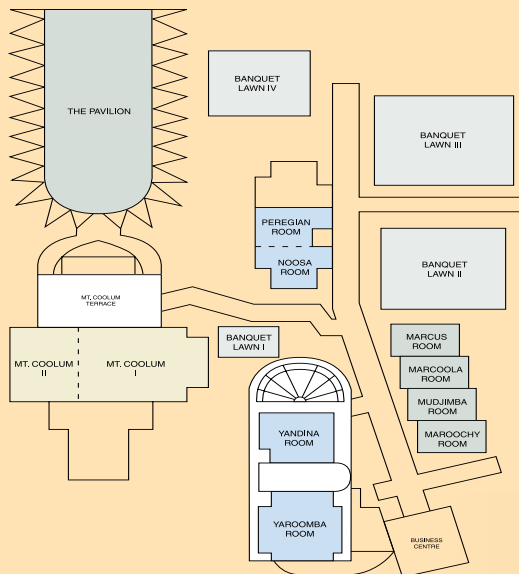 THE PAVILION
BANQUET
LAWN IV
BANQUET
LAWN III
PEREGIAN
ROOM
NOOSA
ROOM
BANQUET
LAWN II
MT. COOLUM
TERRACE
MT. COOLUM
II
MT. COOLUM
I
BANQUET
LAWN I
MARCUS
ROOM
MARCOOLA
ROOM
MUDJIMBA
ROOM
MAROOCHY
ROOM
YANDINA
ROOM
YAROOMBA
ROOM
BUSINESS
CENTRE